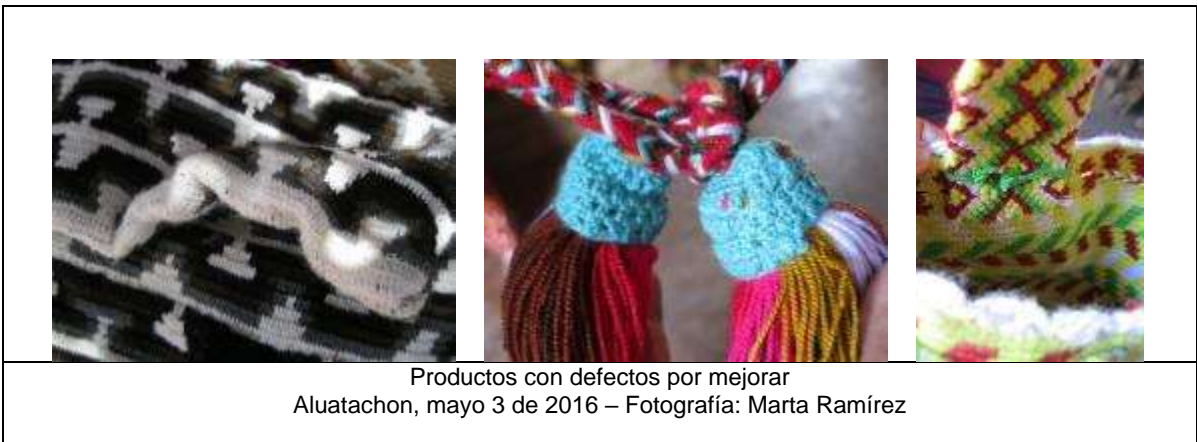 Productos con defectos por mejorar
Aluatachon, mayo 3 de 2016 – Fotografía: Marta Ramírez